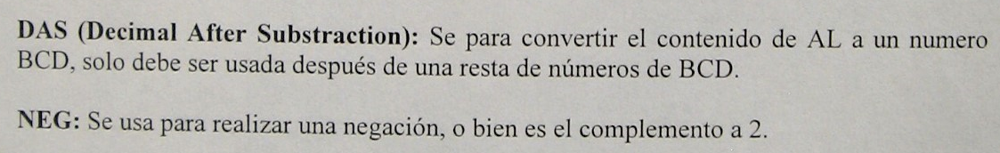 DAS (Decimal After Substraction): Se para convertir el contenido de AL a un numero
BCD, solo debe ser usada después de una resta de números de BCD.
NEG: Se usa para realizar una negación, o bien es el complemento a 2.